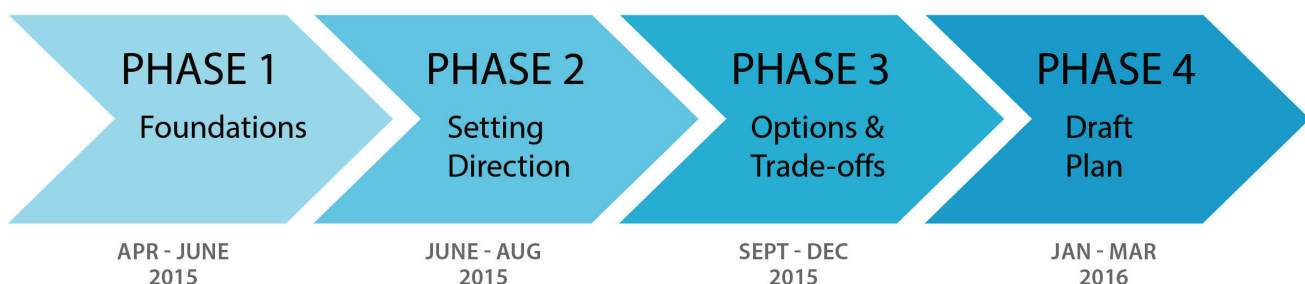 PHASE 1
Foundations
PHASE 2
Setting
Direction
PHASE 3
Options &
Trade-offs
PHASE 4
Draft
Plan
APR - JUNE
2015
JUNE - AUG
2015
SEPT - DEC
2015
JAN - MAR
2016